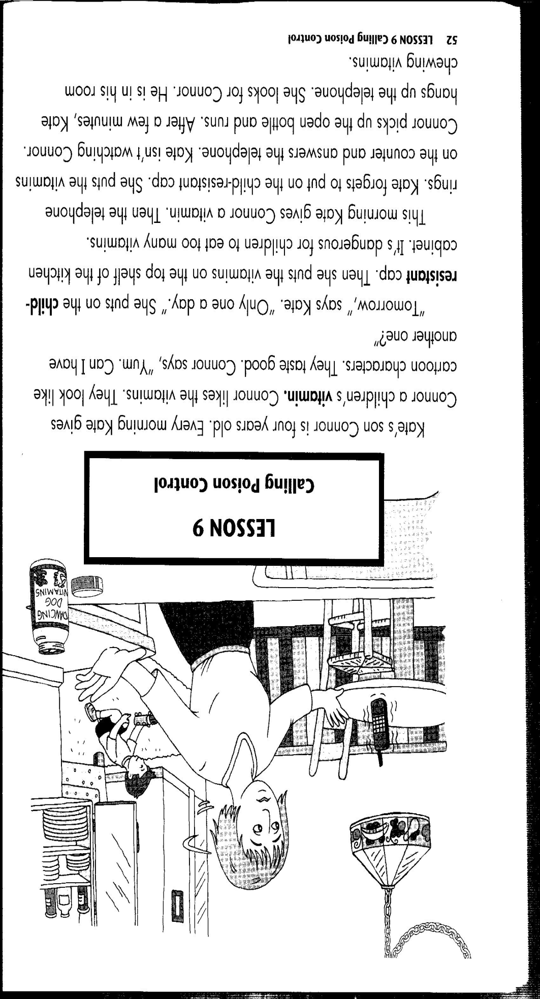 DANCING
DOG
VITAMINS
LESSON 9
Calling Poison Control
Kate's son Connor is four years old. Every morning Kate gives
Connor a children's vitamin. Connor likes the vitamins. They look like
cartoon characters. They taste good. Connor says, "Yum. Can I have
another one?"
"Tomorrow," says Kate. "Only one a day." She puts on the child-
resistant cap. Then she puts the vitamins on the top shelf of the kitchen
cabinet. It's dangerous for children to eat too many vitamins.
This morning Kate gives Connor a vitamin. Then the telephone
rings. Kate forgets to put on the child-resistant cap. She puts the vitamins
on the counter and answers the telephone. Kate isn't watching Connor.
Connor picks up the open bottle and runs. After a few minutes, Kate
hangs up the telephone. She looks for Connor. He is in his room
chewing vitamins.
52 LESSON 9 Calling Poison Control